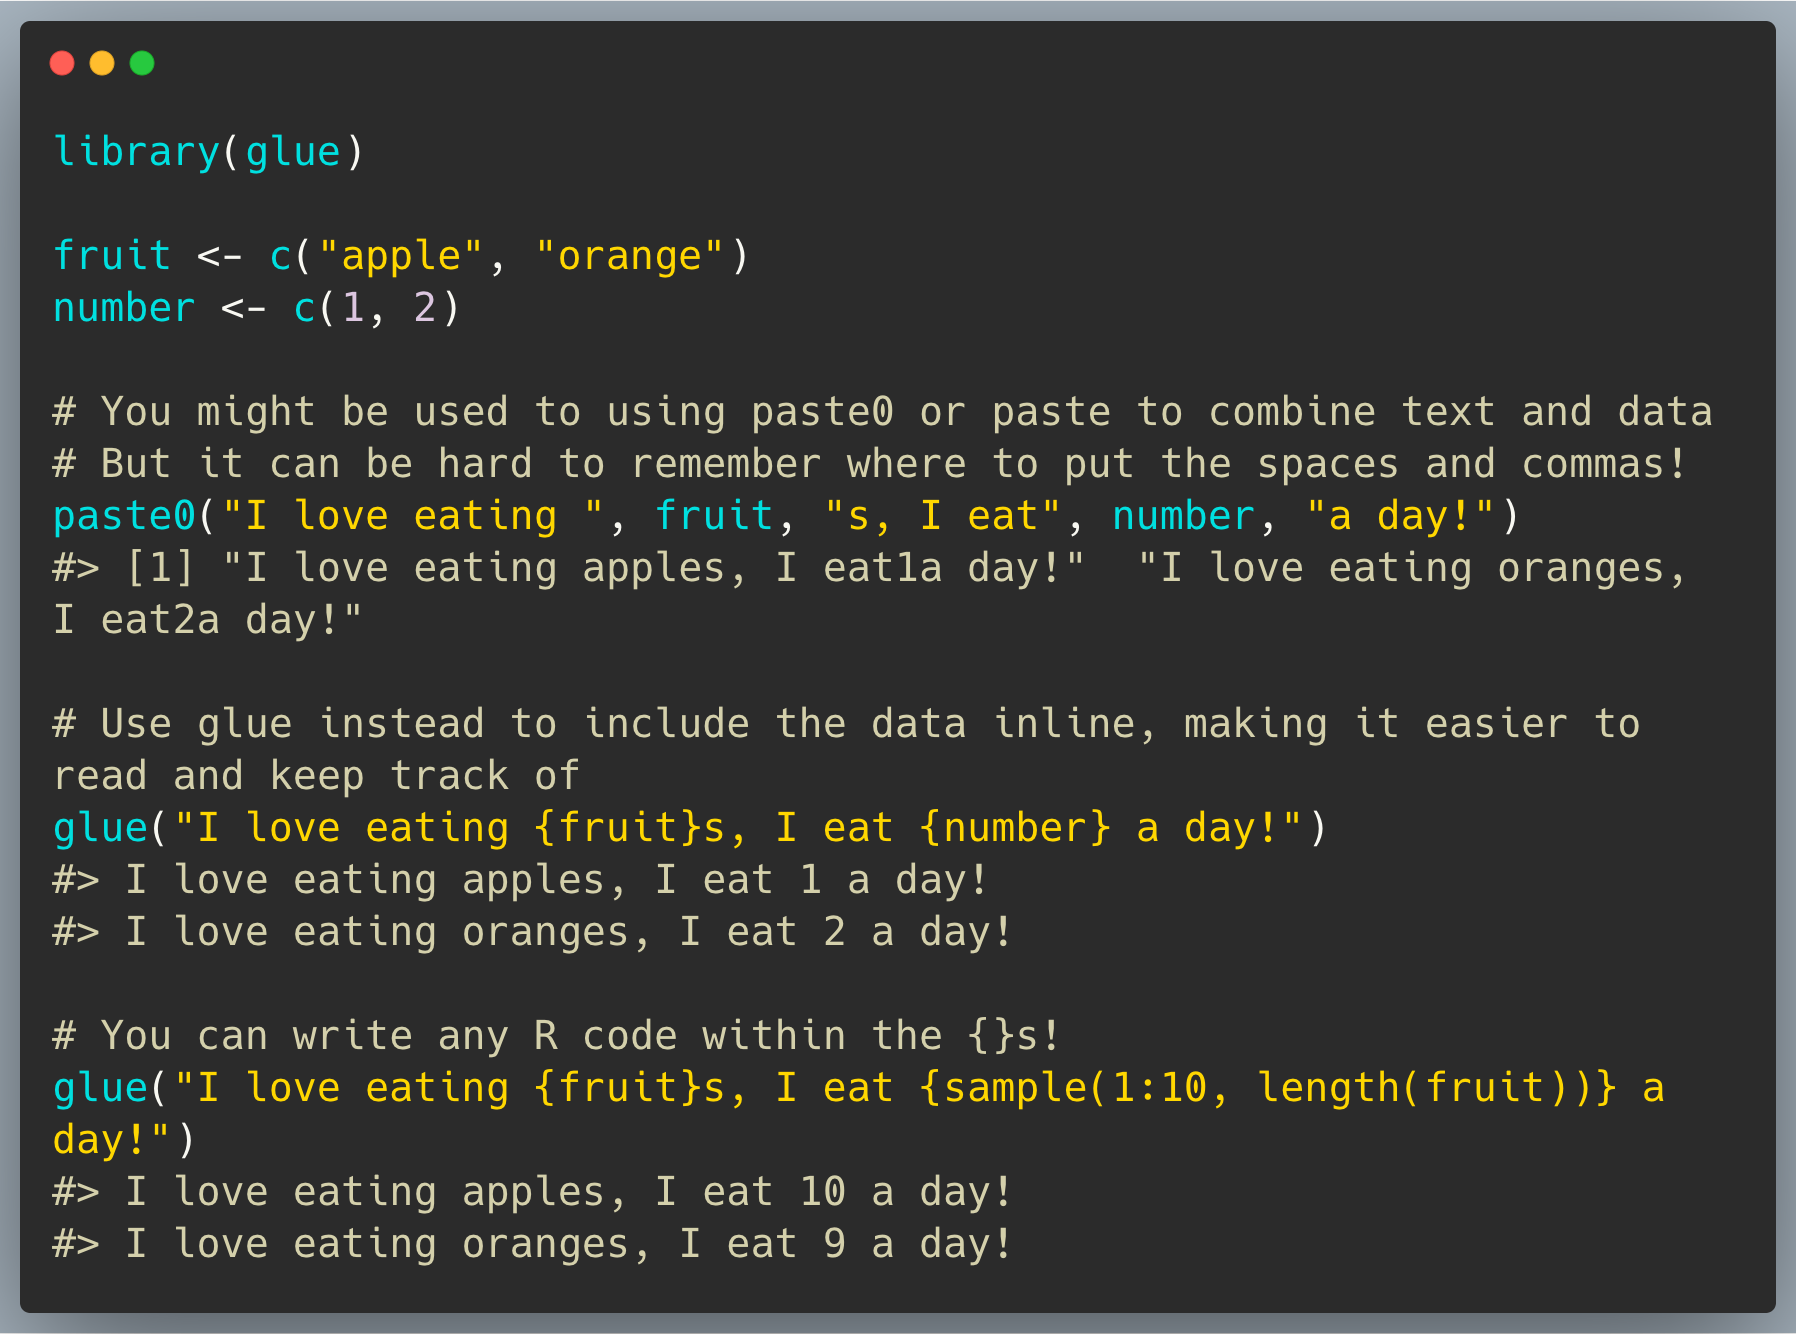 library(glue)
fruit <- c("apple", "orange")
number <- c(1, 2)
# You might be used to using paste0 or paste to combine text and data
# But it can be hard to remember where to put the spaces and commas!
paste0("I love eating ", fruit, "s, I eat", number, "a day!")
#> [1] "I love eating apples, I eat1a day!"  "I love eating oranges,
I eat2a day!"
# Use glue instead to include the data inline, making it easier to
read and keep track of
glue("I love eating {fruit}s, I eat {number} a day!")
#> I love eating apples, I eat 1 a day!
#> I love eating oranges, I eat 2 a day!
# You can write any R code within the {}s!
glue("I love eating {fruit}s, I eat {sample(1:10, length(fruit))} a
day!")
#> I love eating apples, I eat 10 a day!
#> I love eating oranges, I eat 9 a day!